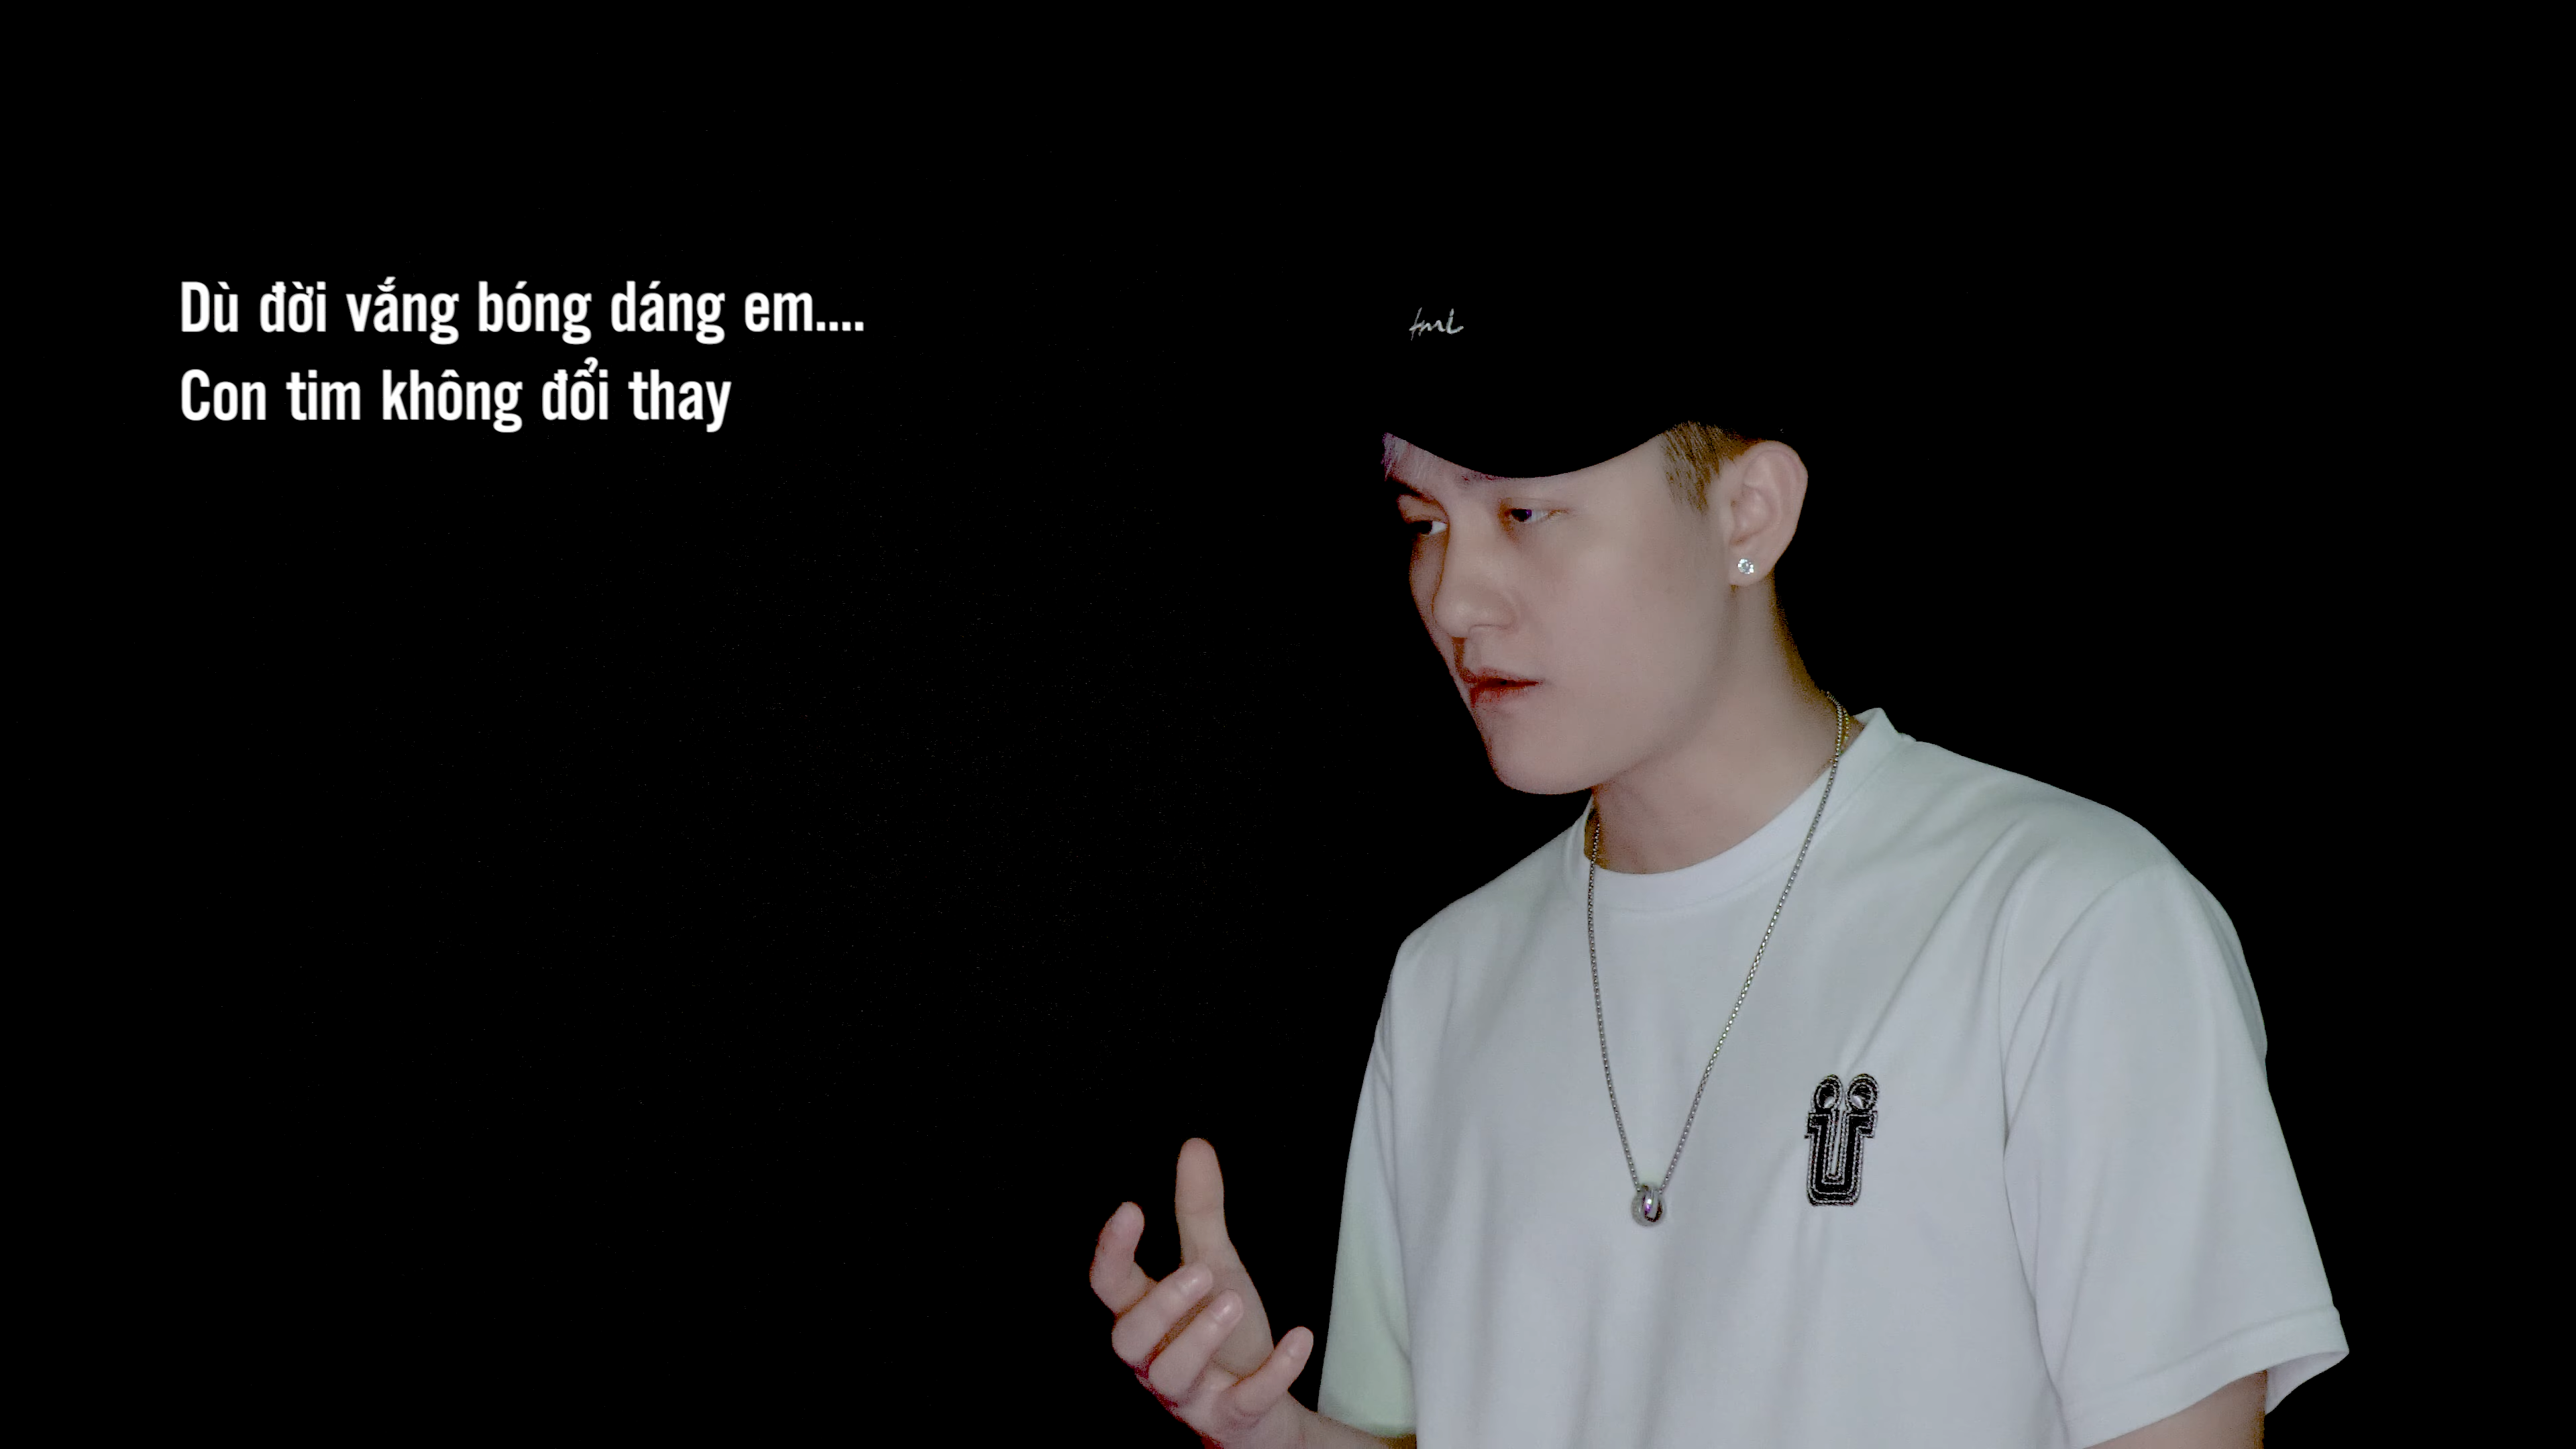 Dù đời vắng bóng dáng em....
Con tim không đổi thay